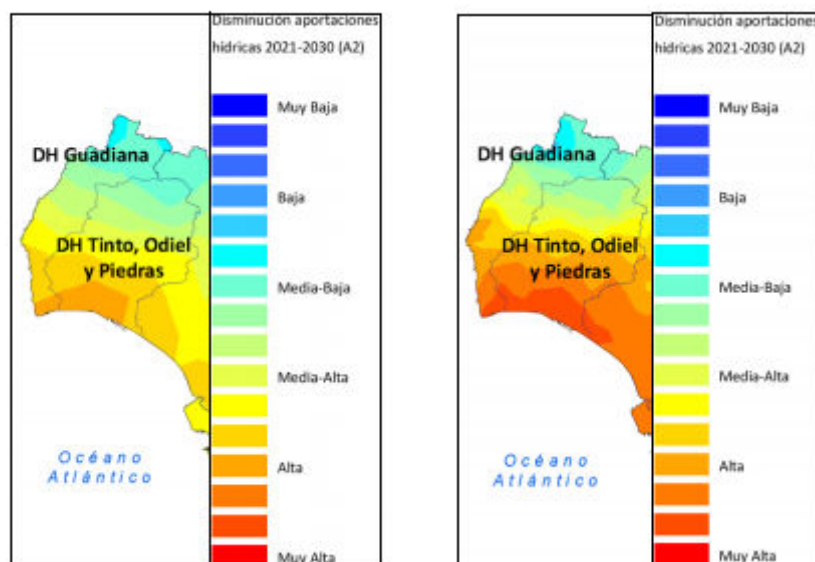 Disminución aportaciones
hídricas 2021-2030 (A2)
Muy Baja
Baja
Media-Baja
Media-Alta
Alta
Muy Alta
DH Guadiana
DH Tinto, Odiel
y Piedras
Océano
Atlántico
Disminución aportaciones
hídricas 2021-2030 (A2)
Muy Baja
Baja
Media-Baja
Media-Alta
Alta
Muy Alta
DH Guadiana
DH Tinto, Odiel
y Piedras
Océano
Atlántico